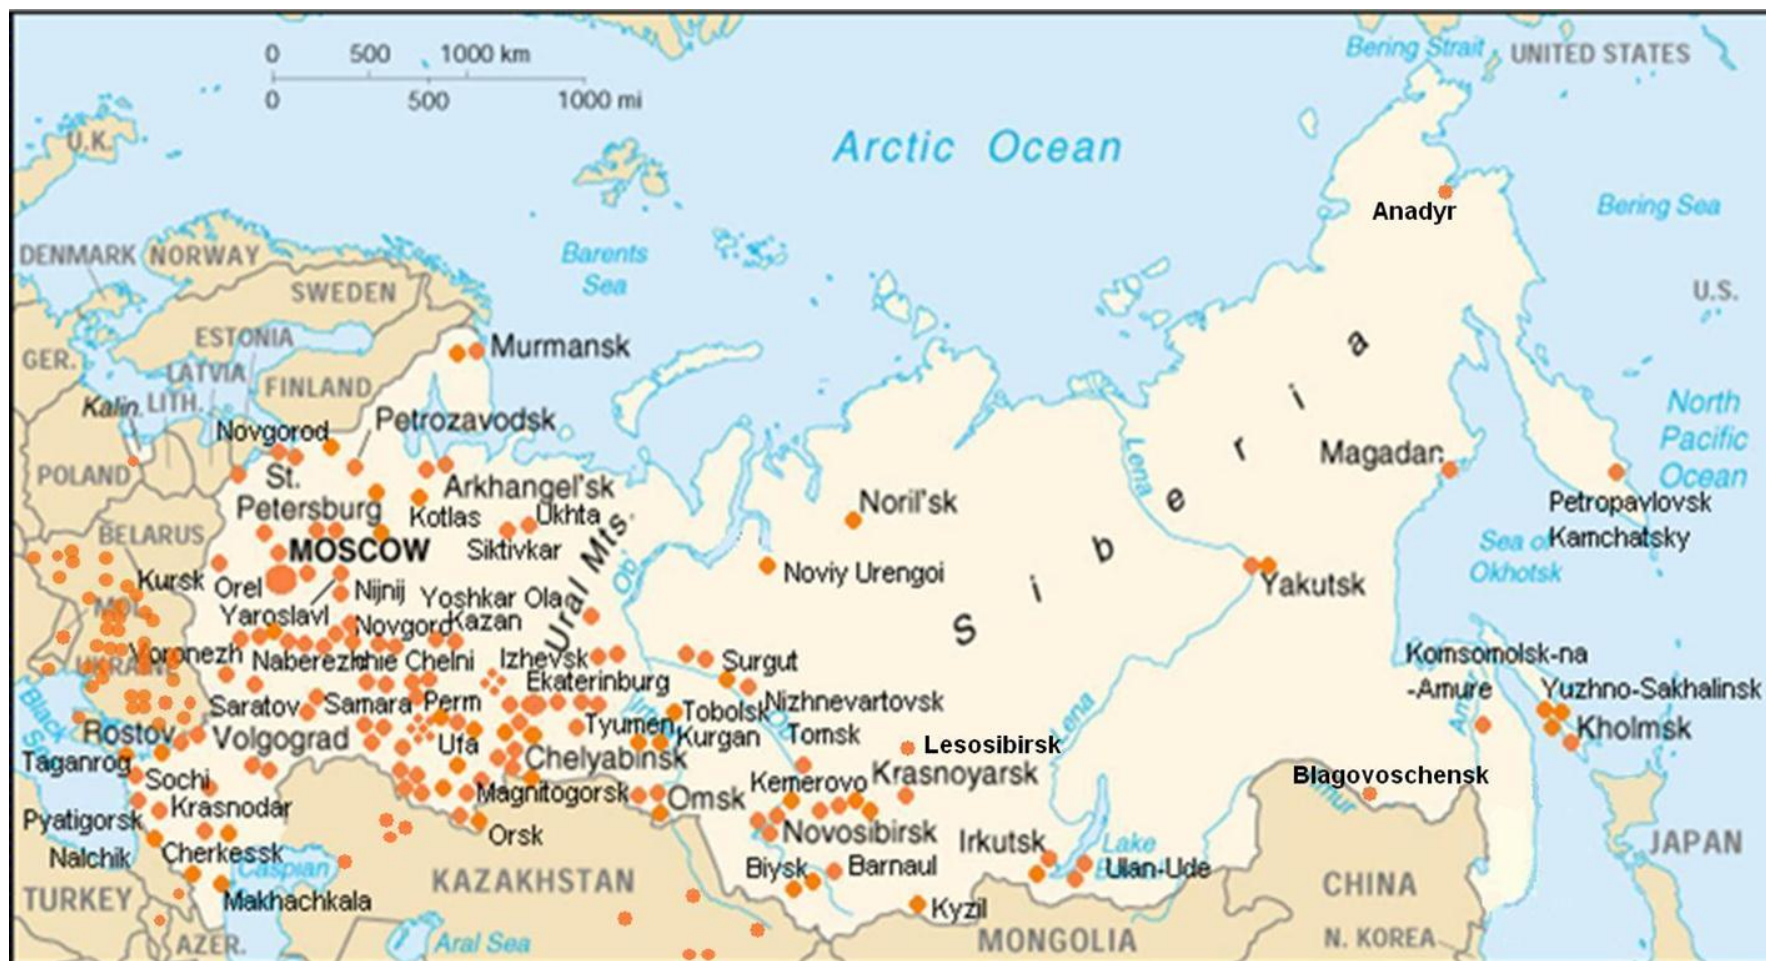 0 500 1000 km
0 500 1000 mi
Bering Strait
UNITED STATES
U.K.
Arctic Ocean
Anadyr
Bering Sea
DENMARK
NORWAY
Barents
Sea
SWEDEN
U.S.
ESTONIA
GER.
Murmansk
LATVIA
FINLAND
Kalin.
LITH.
Petrozavodsk
North
Pacific
Ocean
Novgorod
POLAND
St.
Petersburg
Arkhangel'sk
Magadan
Lena
S i b e r i a
Noril'sk
Petropavlovsk
Kamchatsky
BELARUS
Kotlas
Ukhta
MOSCOW
Siktivkar
Ural Mts.
Sea of
Okhotsk
Kursk
Orel
Nijnij
Novgord
Yoshkar Ola
Ob
Noviy Urengoi
Yakutsk
MOL.
Yaroslavl
Kazan
UKRAINE
Voronezh
Naberezhnie Chelni
Izhevsk
Surgut
Komsomolsk-na
-Amure
Ekaterinburg
Nizhnevartovsk
Yuzhno-Sakhalinsk
Black
Saratov
Samara
Perm
Tobolsk
Lena
Amur
Kholmsk
Rostov
Volgograd
Ufa
Tyumen
Kurgan
Tomsk
Lesosibirsk
Taganrog
Chelyabinsk
Kemerovo
Krasnoyarsk
Blagovoschensk
Amur
Sochi
Krasnodar
Magnitogorsk
Omsk
Pyatigorsk
Orsk
Novosibirsk
Irkutsk
Lake
JAPAN
Nalchik
Cherkessk
Caspian
Biysk
Barnaul
Ulan-Ude
TURKEY
Makhachkala
KAZAKHSTAN
Kyzil
CHINA
AZER.
Aral Sea
MONGOLIA
N. KOREA